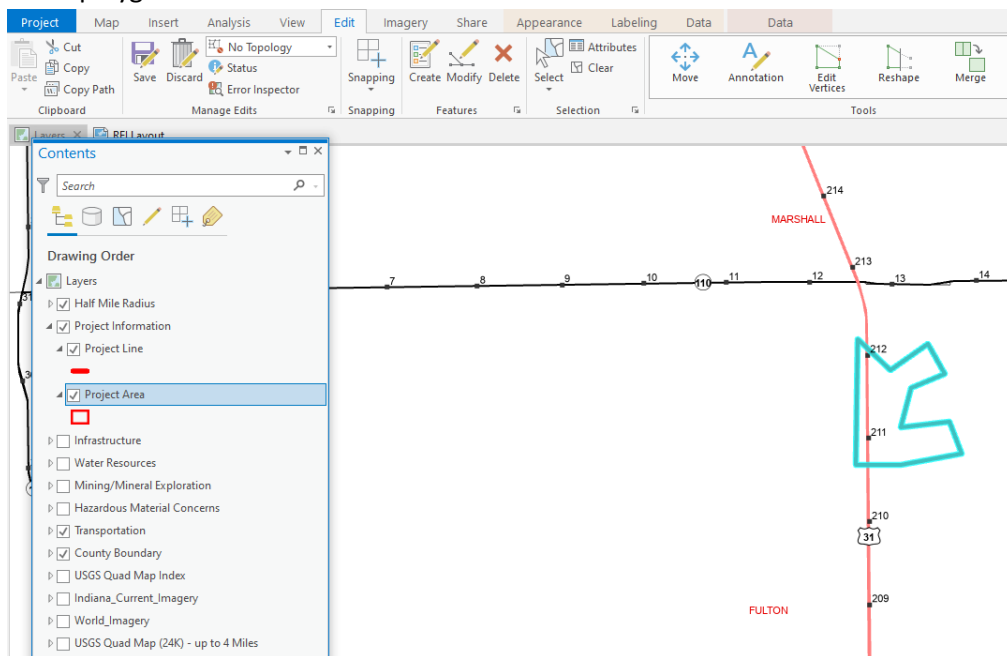 Project Map Insert Analysis View Edit Imagery Share Appearance Labeling Data Data
Cut
Copy
Copy Path
Paste
Clipboard
Save Discard
No Topology
Status
Error Inspector
Manage Edits
Snapping
Snapping
Create Modify Delete
Features
Select
Attributes
Clear
Selection
Move
Annotation
Edit
Vertices
Reshape
Merge
Tools
Layers
RFI Layout
Contents
Search
Drawing Order
Layers
Half Mile Radius
Project Information
Project Line
Project Area
Infrastructure
Water Resources
Mining/Mineral Exploration
Hazardous Material Concerns
Transportation
County Boundary
USGS Quad Map Index
Indiana_Current_Imagery
World_Imagery
USGS Quad Map (24K) - up to 4 Miles
214
MARSHALL
213
7 8 9 10 110 11 12 13 14
212
211
210
31
209
FULTON